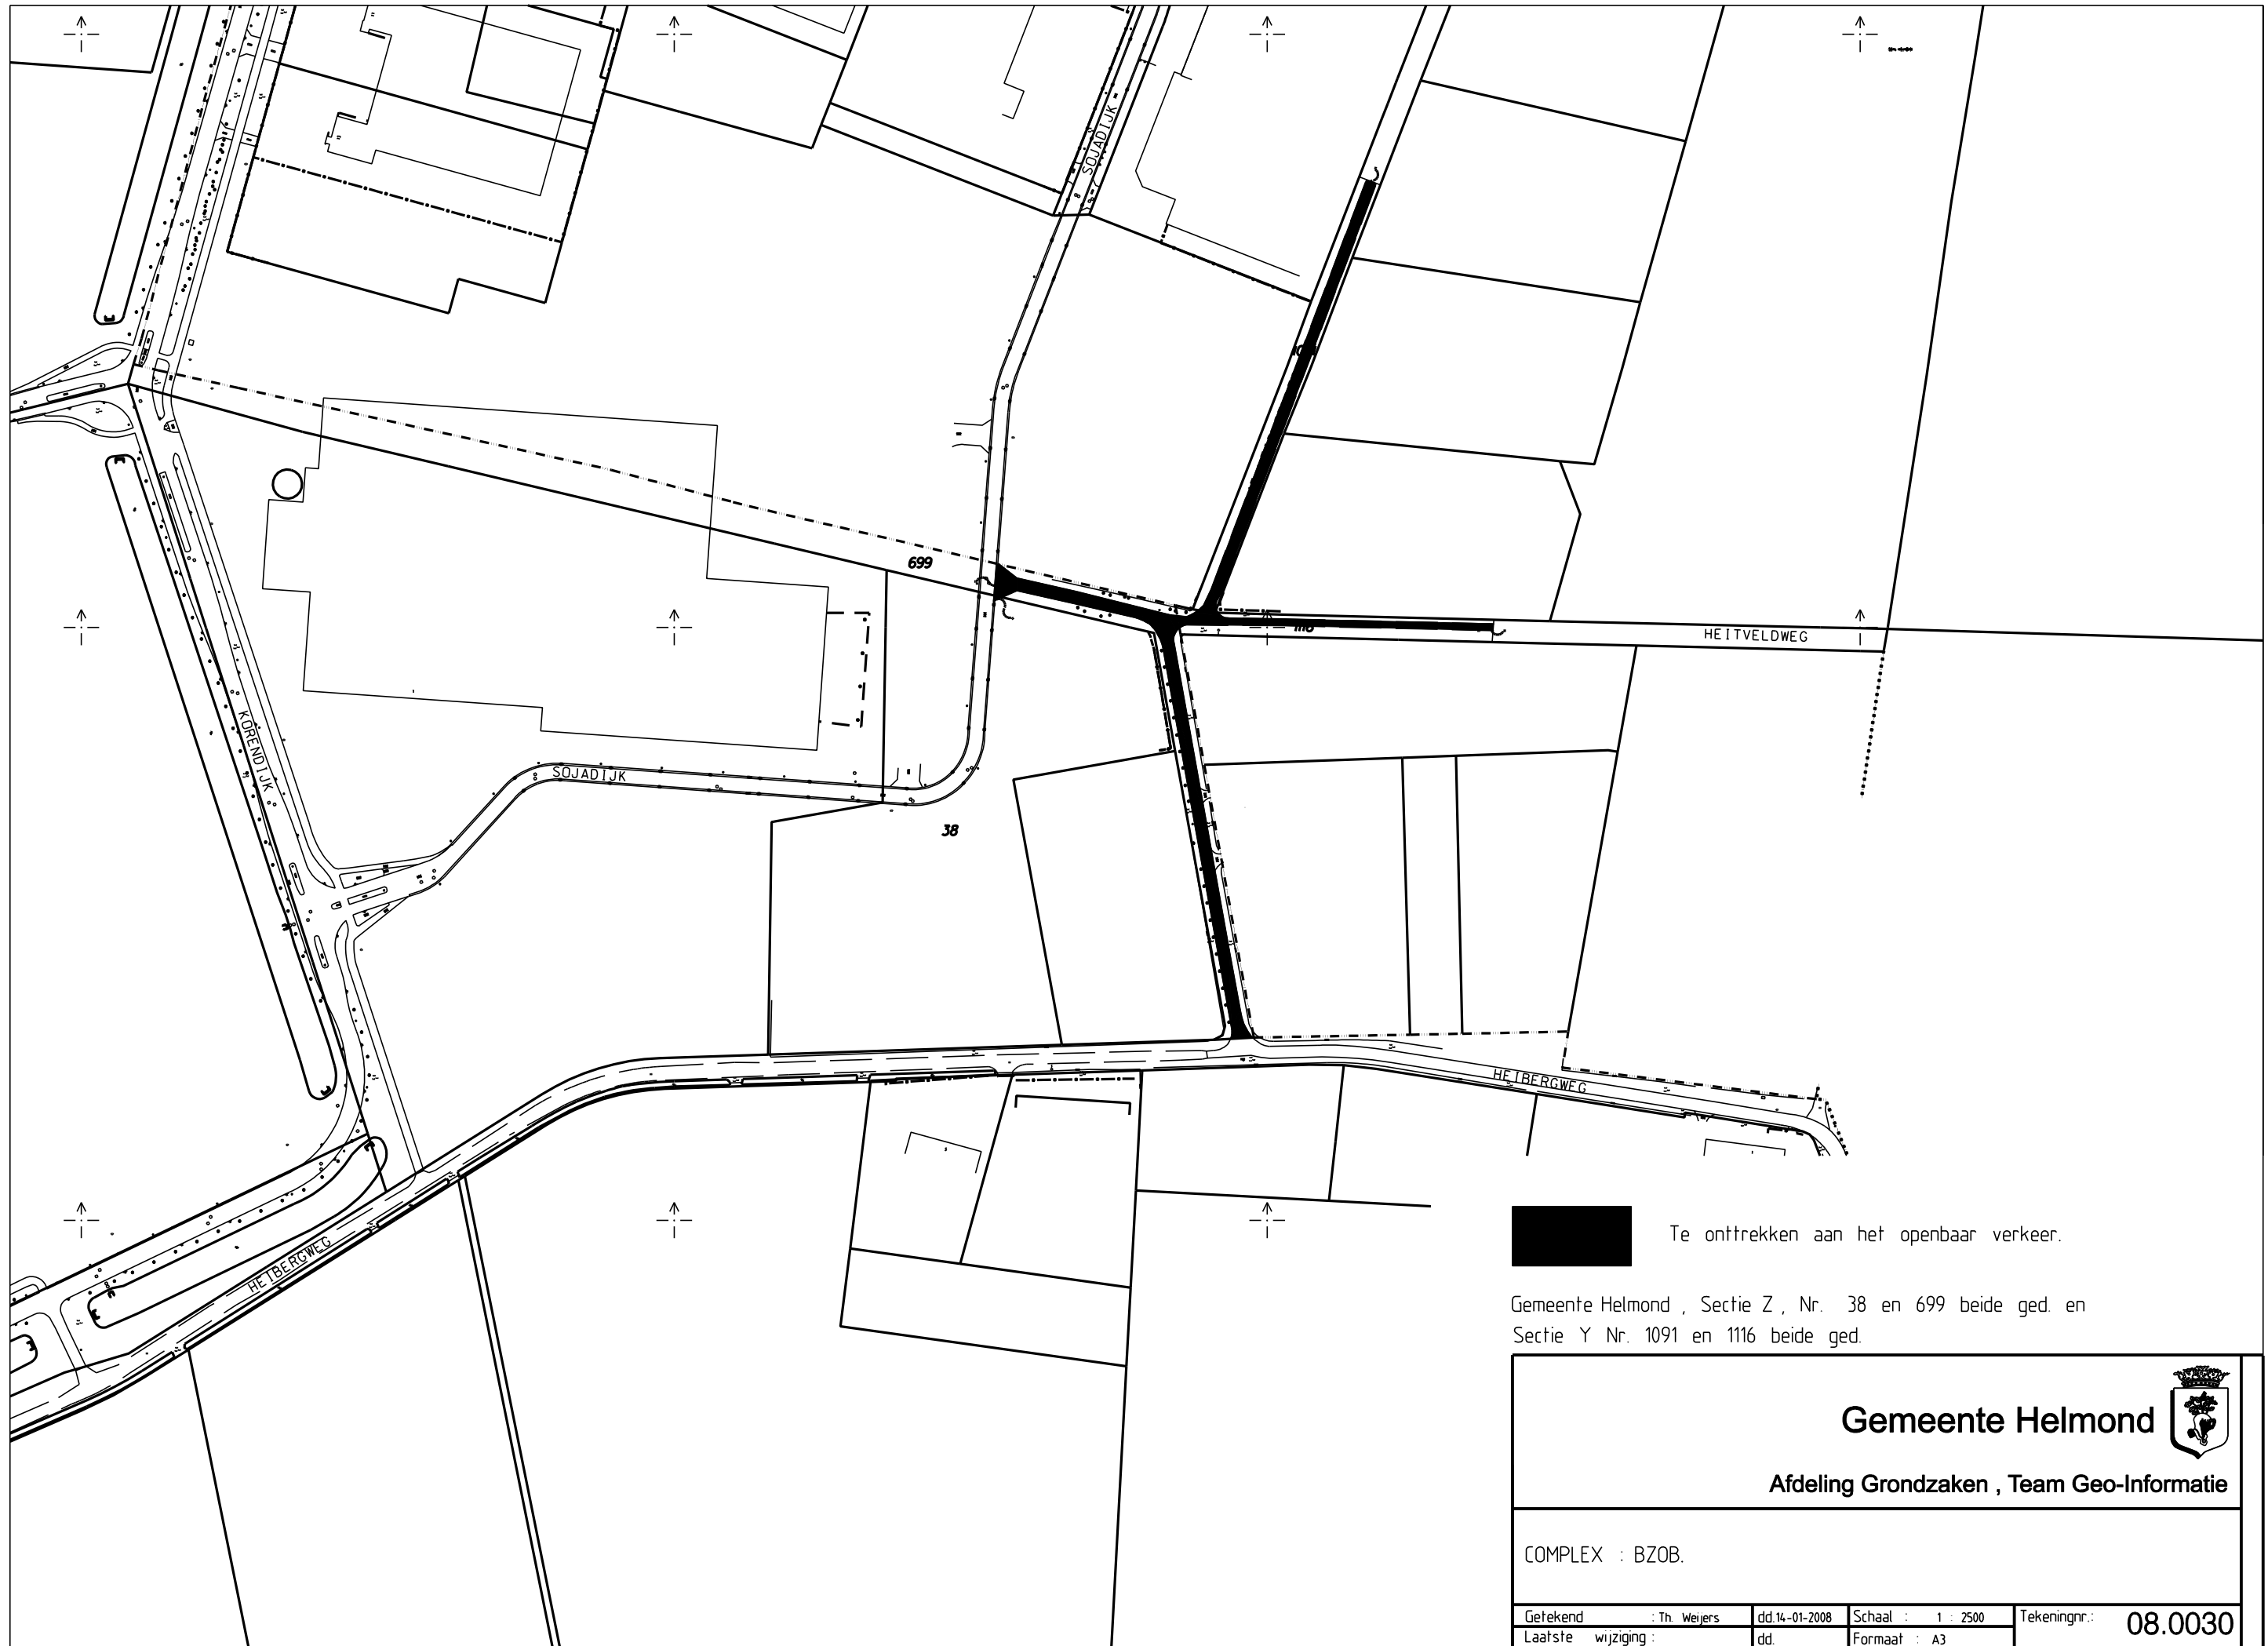 SOJADIJK
699
HEITVELDWEG
KORENDIJK
SOJADIJK
38
HEIBERGWEG
HEIBERGWEG
Te onttrekken aan het openbaar verkeer.
Gemeente Helmond , Sectie Z , Nr. 38 en 699 beide ged. en
Sectie Y Nr. 1091 en 1116 beide ged.
Gemeente Helmond
Afdeling Grondzaken , Team Geo-Informatie
COMPLEX : BZOB.
Getekend : Th. Weijers dd.14-01-2008 Schaal : 1 : 2500 Tekeningnr.: 08.0030
Laatste wijziging : dd. Formaat : A3